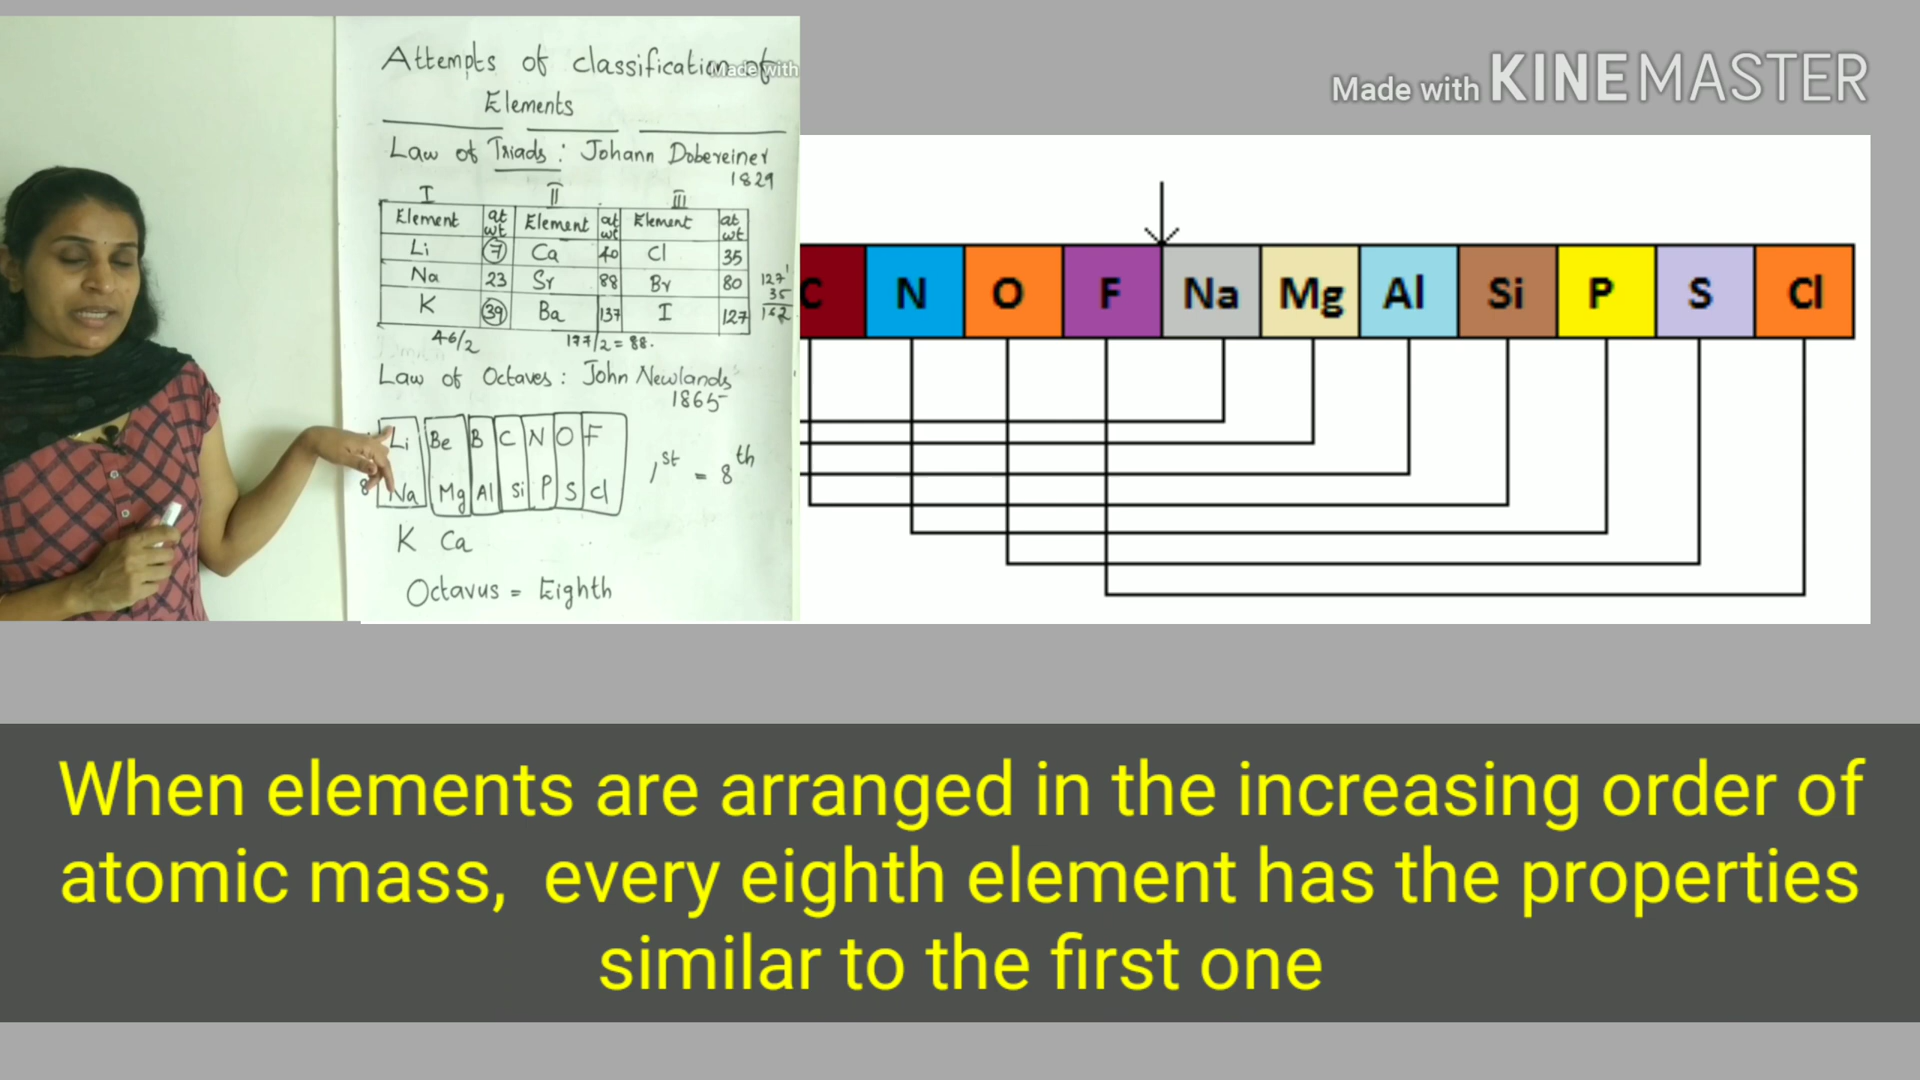 Attempts of classification of
Made with
Elements
Law of Triads : Johann Dobereiner
1829
I II III
Element at wt Element at wt Element at wt
Li 7 Ca 40 Cl 35
Na 23 Sr 88 Br 80
K 39 Ba 137 I 127
127
35
162
46/2 177/2 = 88.
Law of Octaves : John Newlands
1865
Li Be B C N O F
1st = 8th
8 Na Mg Al Si P S Cl
K Ca
Octavus = Eighth
Made with KINEMASTER
C N O F Na Mg Al Si P S Cl
When elements are arranged in the increasing order of
atomic mass, every eighth element has the properties
similar to the first one